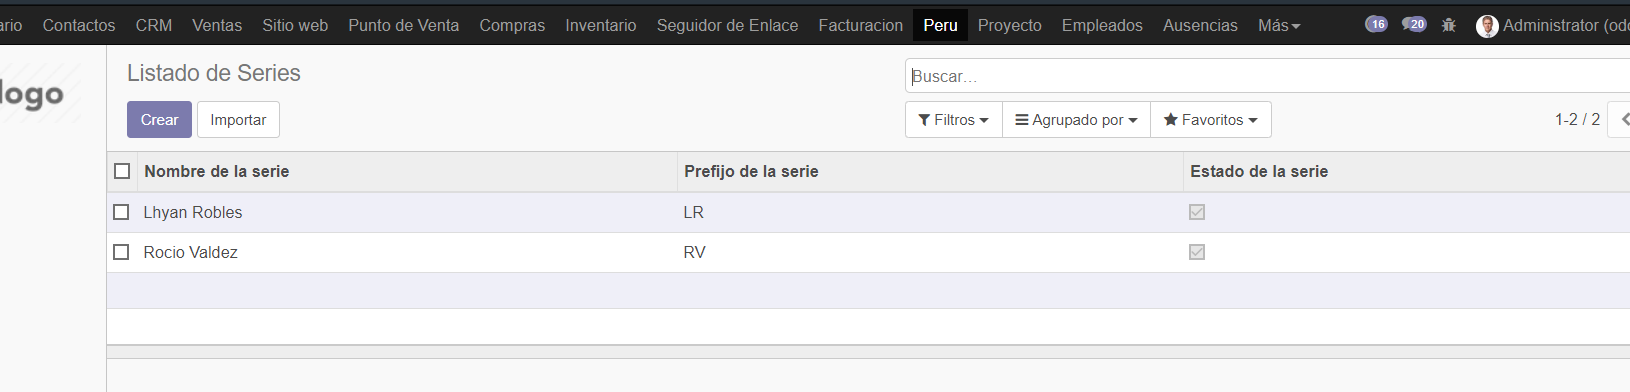 ario Contactos CRM Ventas Sitio web Punto de Venta Compras Inventario Seguidor de Enlace Facturacion Peru Proyecto Empleados Ausencias Más 16 20 Administrator (odo
logo
Listado de Series
Buscar...
Crear Importar
Filtros Agrupado por Favoritos 1-2 / 2
Nombre de la serie Prefijo de la serie Estado de la serie
Lhyan Robles LR
Rocio Valdez RV